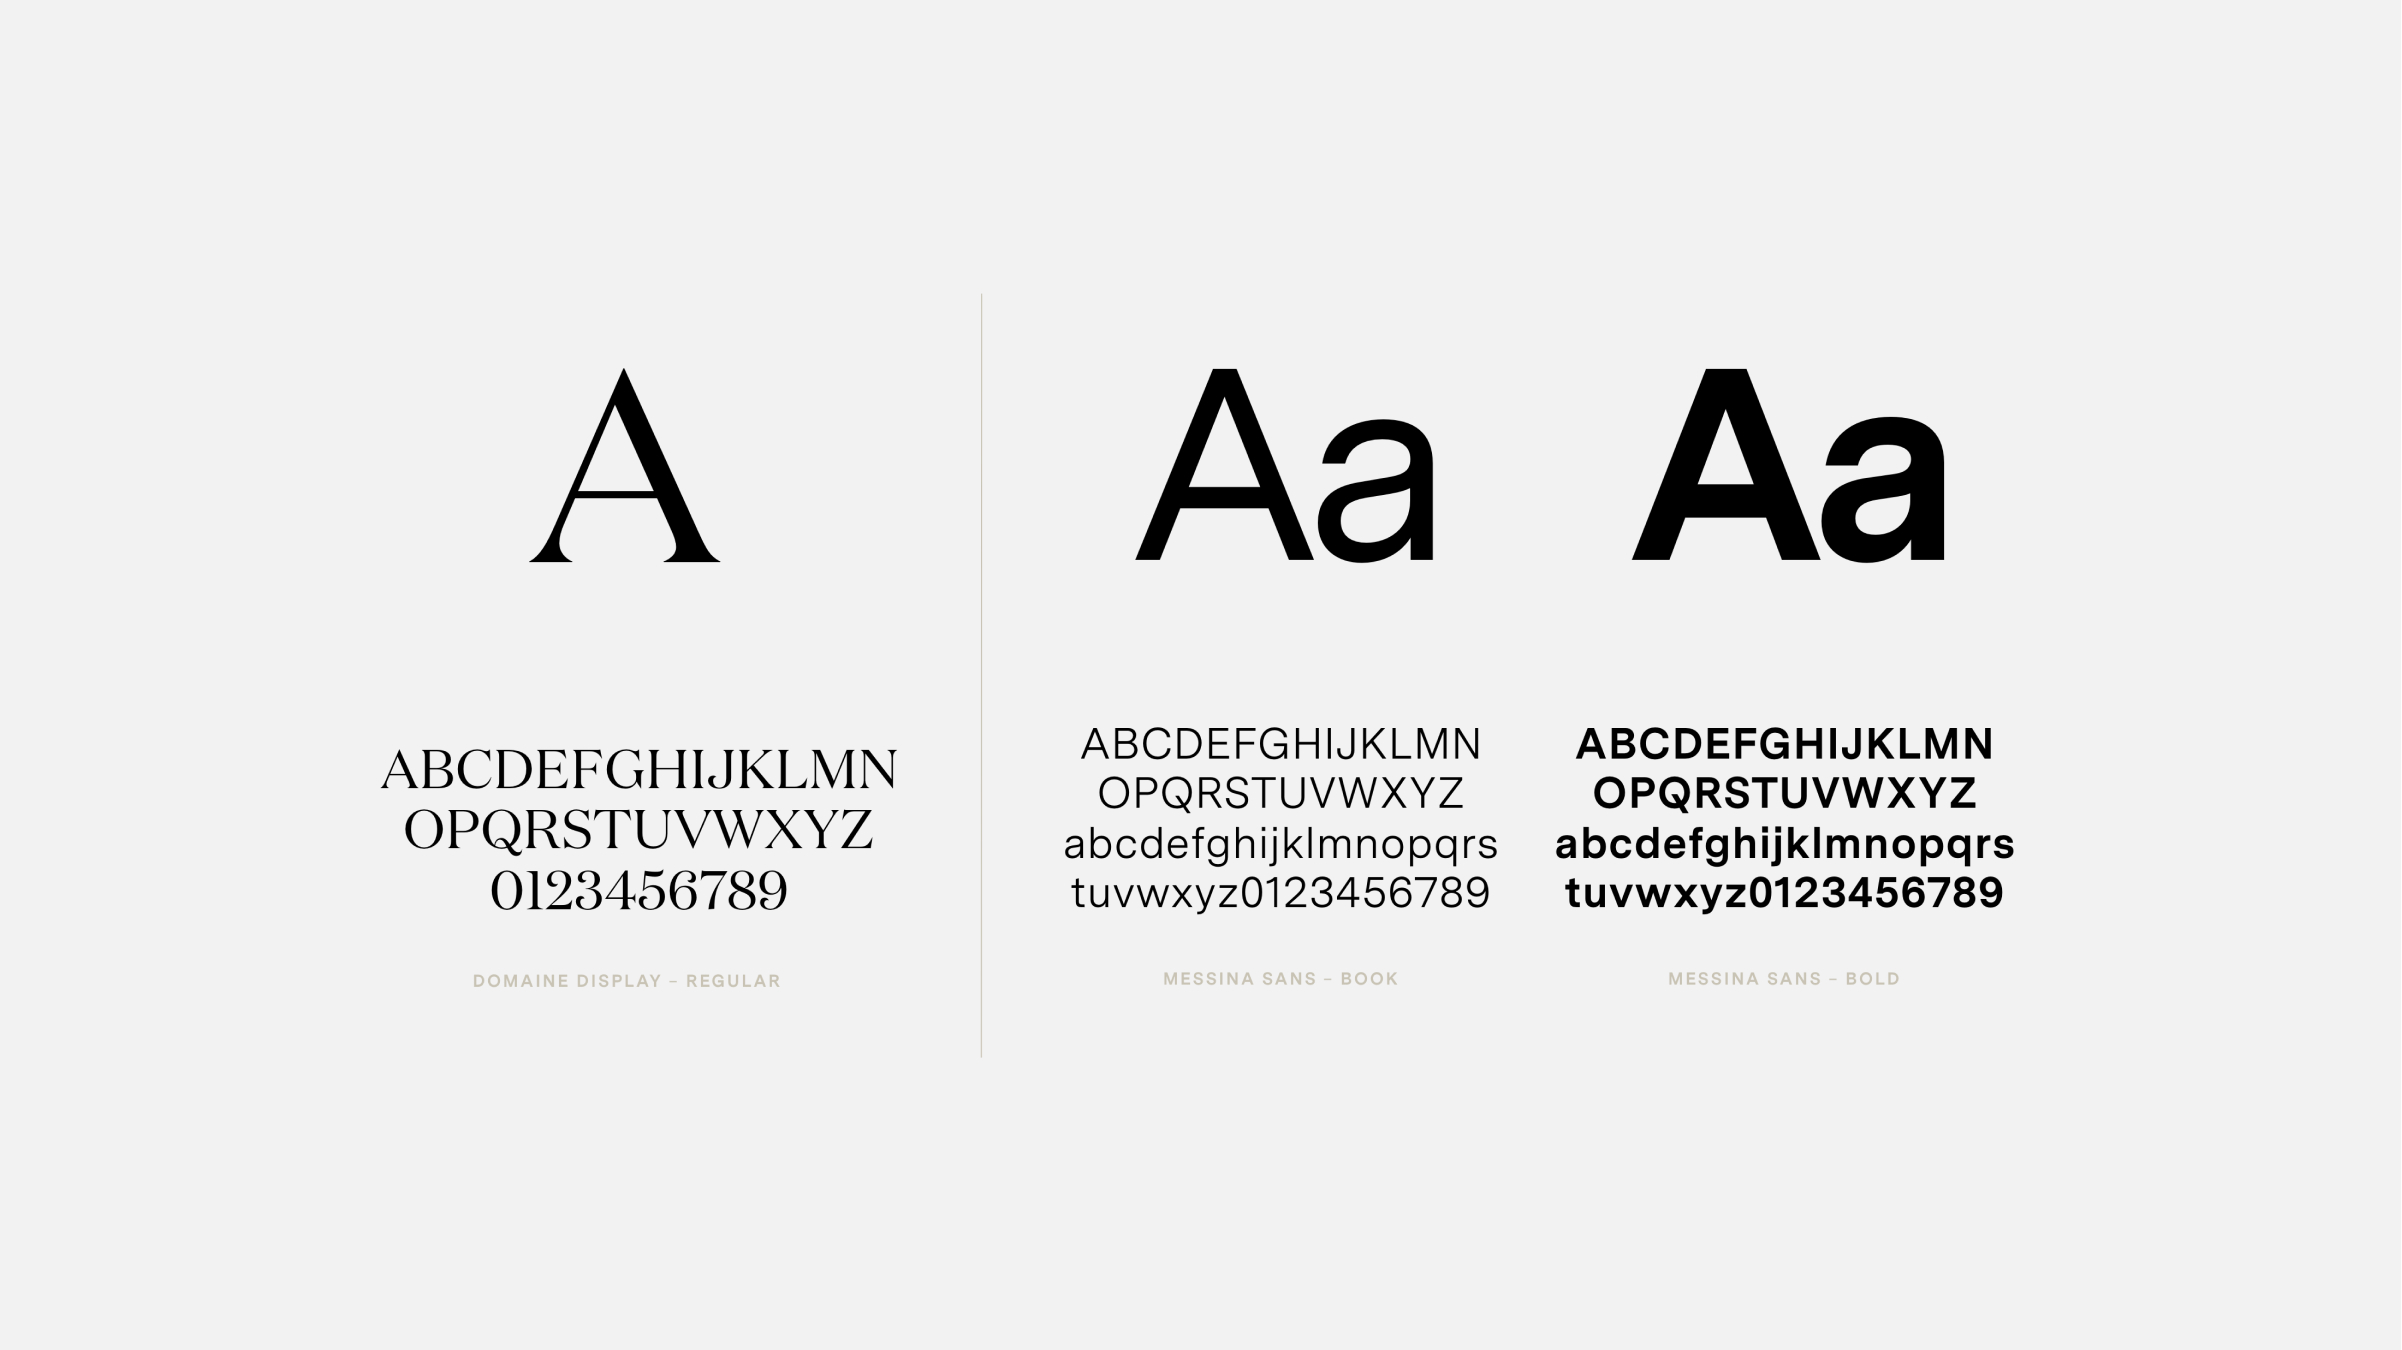 A
ABCDEFGHIJKLMN
OPQRSTUVWXYZ
0123456789
DOMAINE DISPLAY – REGULAR
Aa
ABCDEFGHIJKLMN
OPQRSTUVWXYZ
abcdefghijklmnopqrs
tuvwxyz0123456789
MESSINA SANS – BOOK
Aa
ABCDEFGHIJKLMN
OPQRSTUVWXYZ
abcdefghijklmnopqrs
tuvwxyz0123456789
MESSINA SANS – BOLD